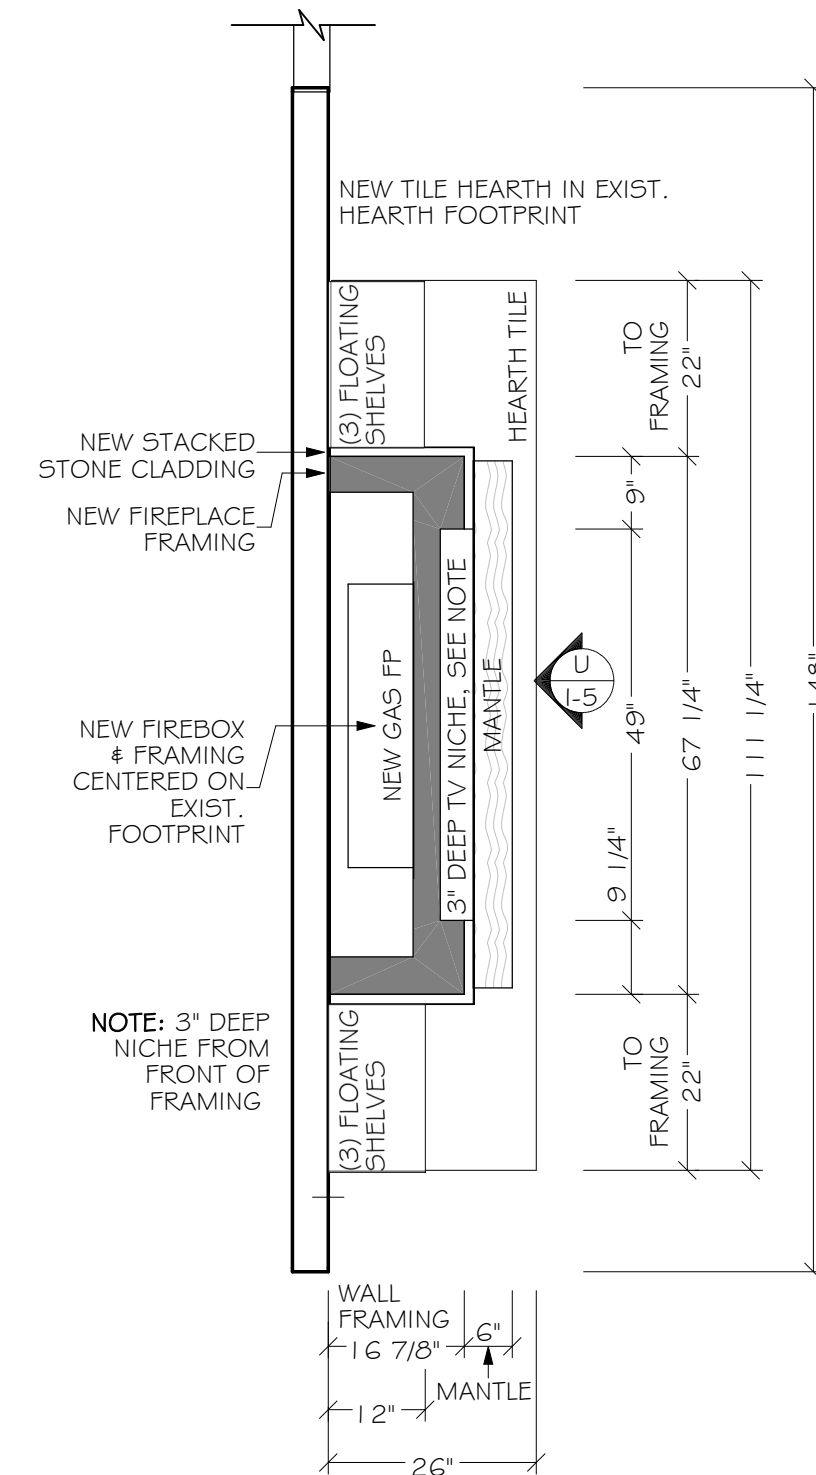 NEW TILE HEARTH IN EXIST.
HEARTH FOOTPRINT
(3) FLOATING
SHELVES
HEARTH TILE
TO
FRAMING
22"
NEW STACKED
STONE CLADDING
NEW FIREPLACE
FRAMING
9"
NEW FIREBOX
& FRAMING
CENTERED ON
EXIST.
FOOTPRINT
NEW GAS FP
3" DEEP TV NICHE, SEE NOTE
MANTLE
U
1-5
49"
67 1/4"
111 1/4"
148"
9 1/4"
NOTE: 3" DEEP
NICHE FROM
FRONT OF
FRAMING
(3) FLOATING
SHELVES
TO
FRAMING
22"
WALL
FRAMING
16 7/8"
6"
MANTLE
12"
26"